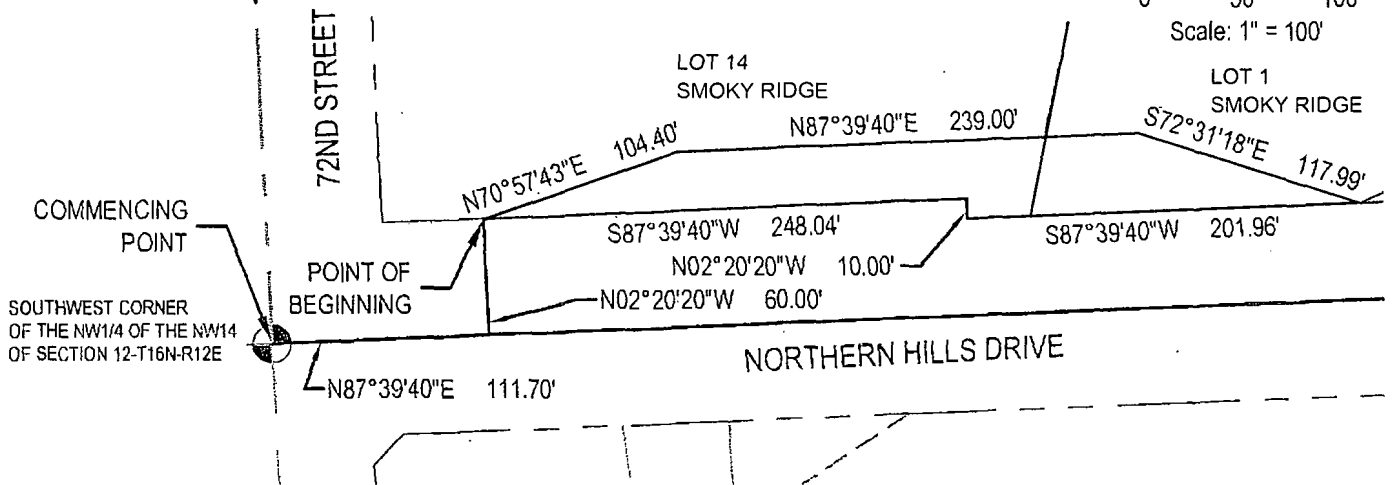 72ND STREET
Scale: 1" = 100'
LOT 14
SMOKY RIDGE
LOT 1
SMOKY RIDGE
N70°57'43"E 104.40'
N87°39'40"E 239.00'
S72°31'18"E 117.99'
COMMENCING
POINT
S87°39'40"W 248.04'
S87°39'40"W 201.96'
POINT OF
BEGINNING
N02°20'20"W 10.00'
N02°20'20"W 60.00'
SOUTHWEST CORNER
OF THE NW1/4 OF THE NW14
OF SECTION 12-T16N-R12E
NORTHERN HILLS DRIVE
N87°39'40"E 111.70'